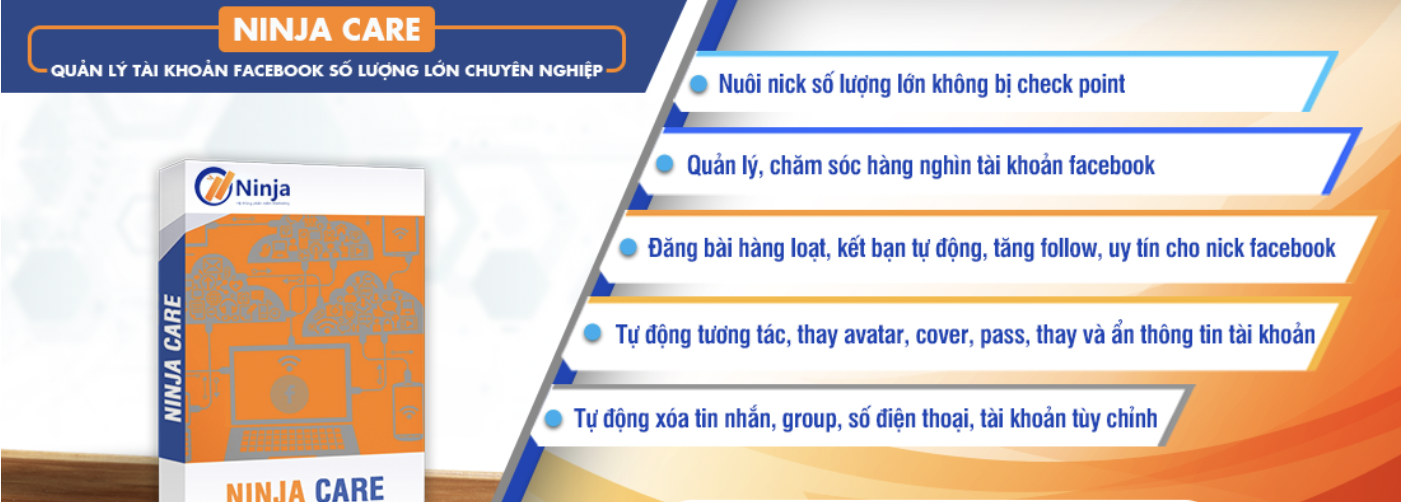 NINJA CARE
QUẢN LÝ TÀI KHOẢN FACEBOOK SỐ LƯỢNG LỚN CHUYÊN NGHIỆP
Ninja
NINJA CARE
NINJA CARE
Nuôi nick số lượng lớn không bị check point
Quản lý, chăm sóc hàng nghìn tài khoản facebook
Đăng bài hàng loạt, kết bạn tự động, tăng follow, uy tín cho nick facebook
Tự động tương tác, thay avatar, cover, pass, thay và ẩn thông tin tài khoản
Tự động xóa tin nhắn, group, số điện thoại, tài khoản tùy chỉnh